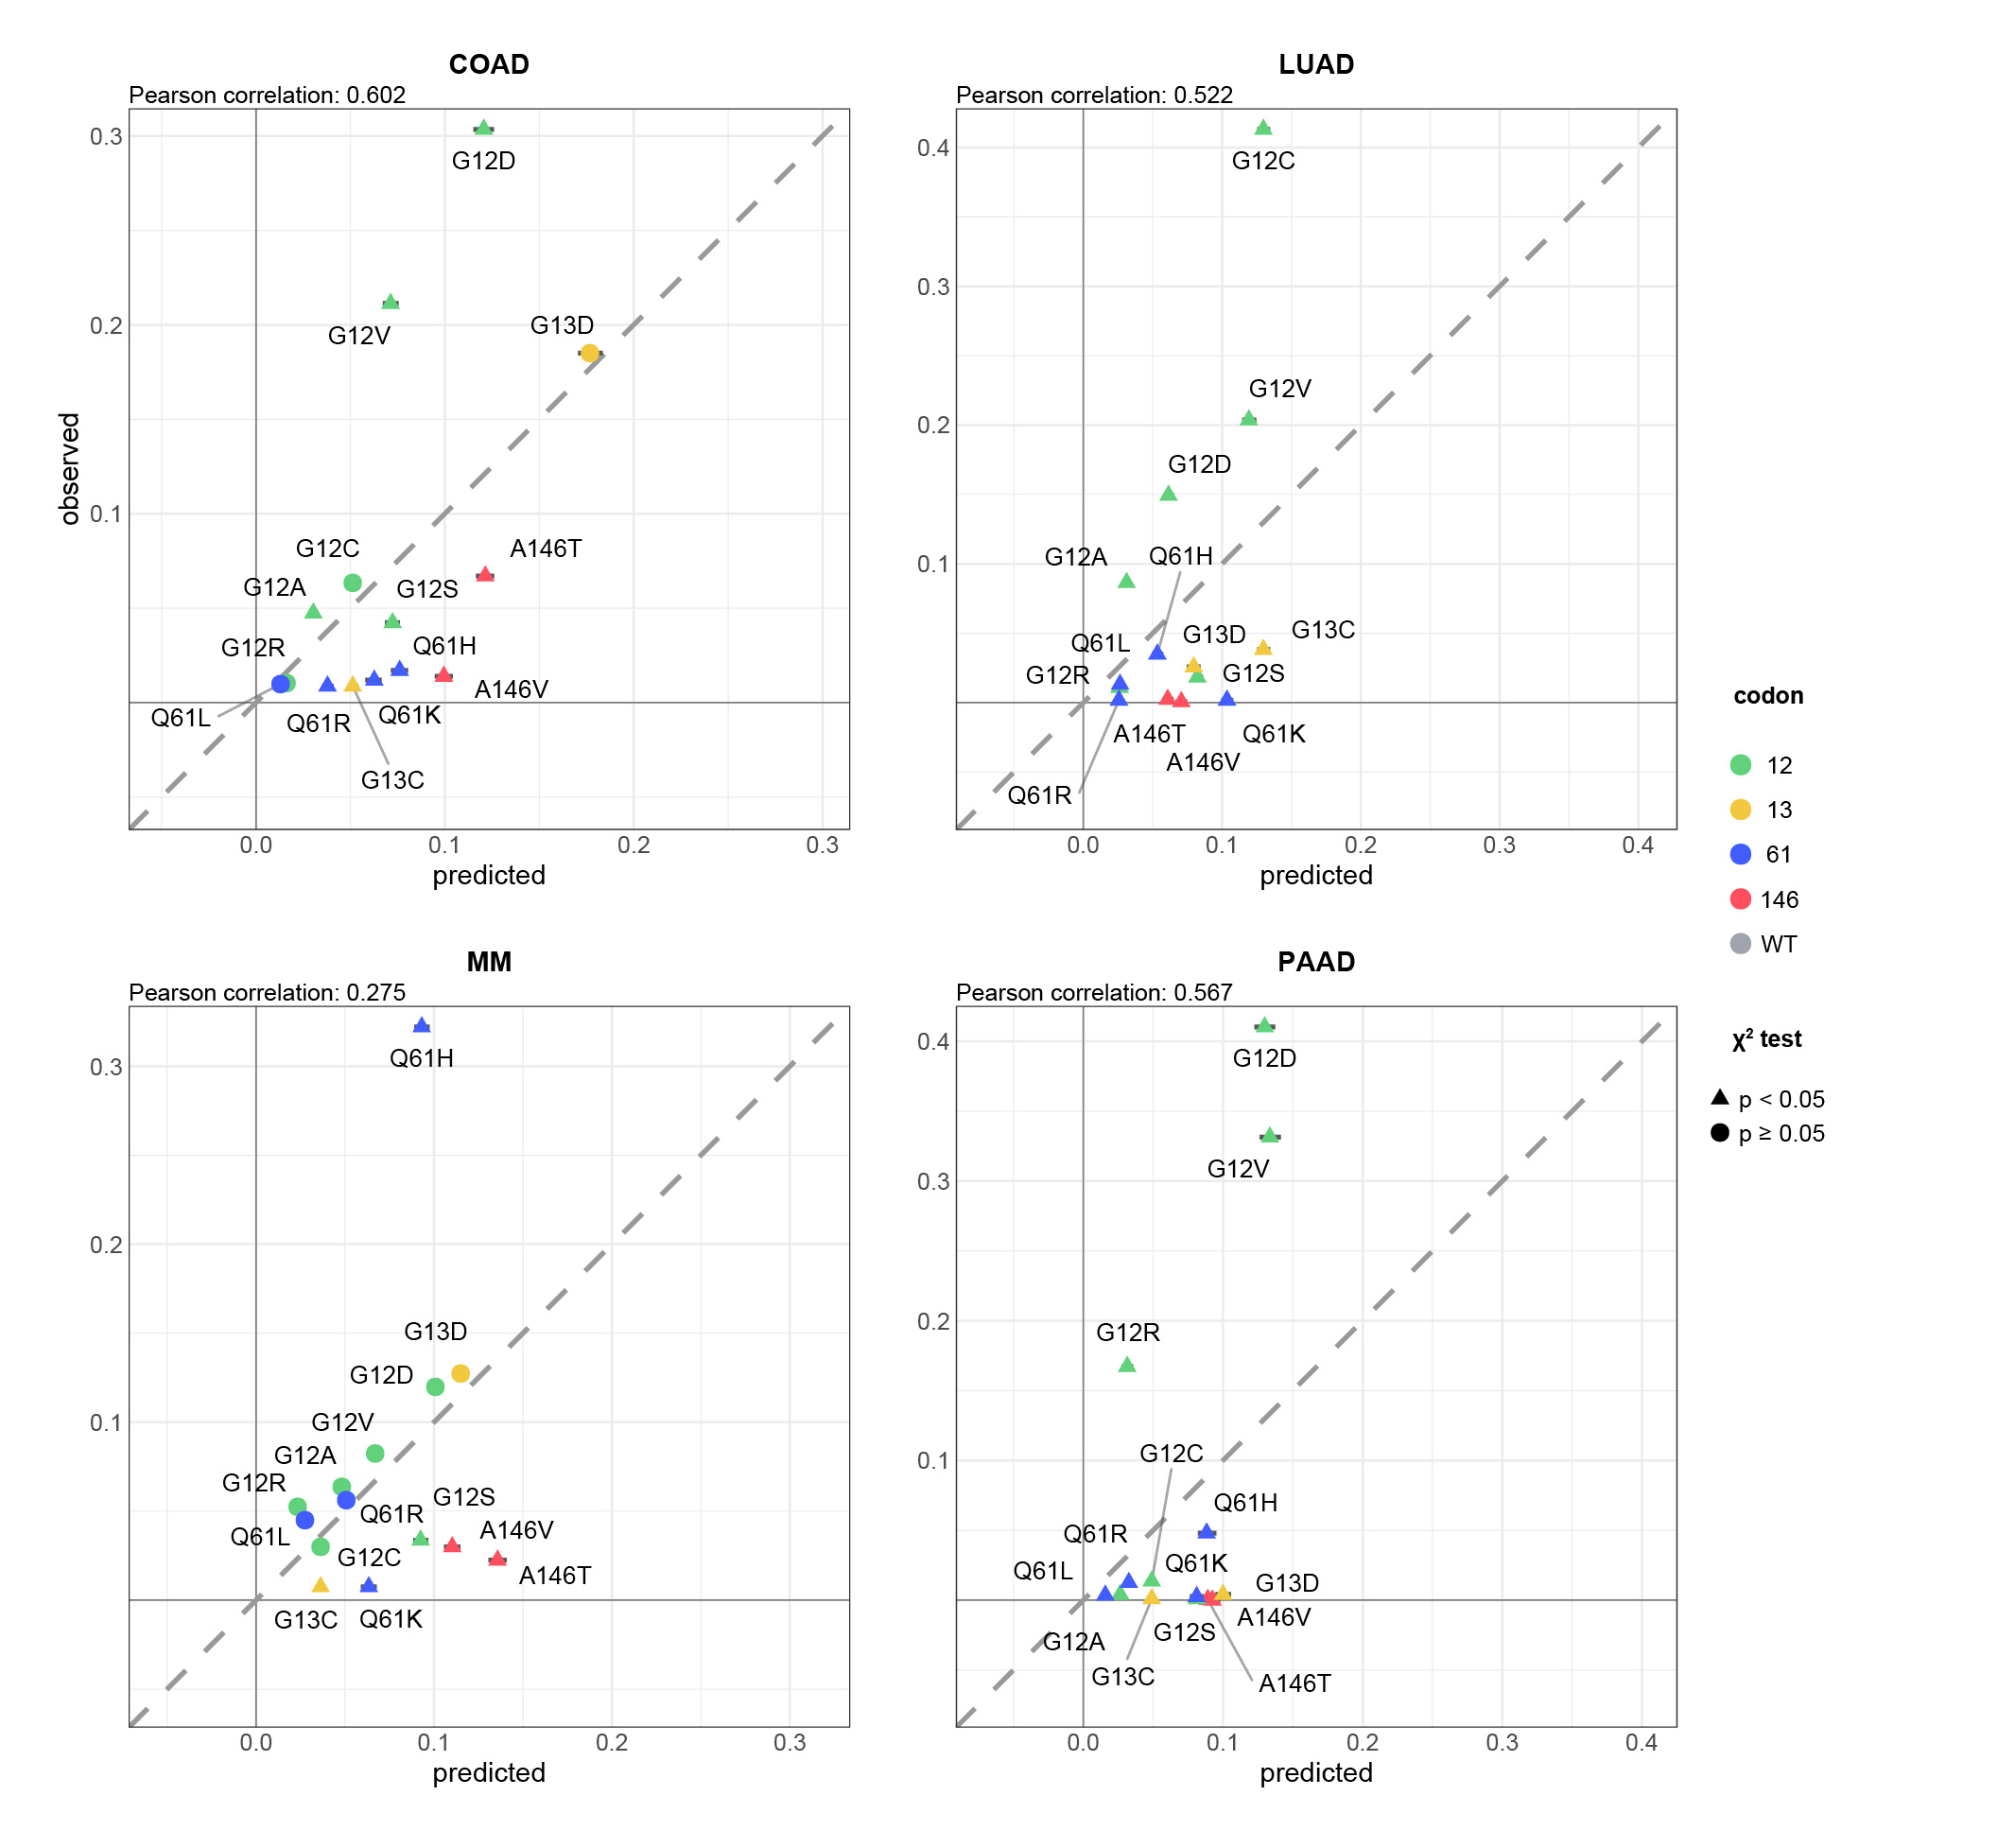 COAD
Pearson correlation: 0.602
0.3
G12D
G12V
0.2
G13D
observed
0.1
G12C
A146T
G12A
G12S
G12R
Q61H
A146V
Q61L
Q61R
Q61K
G13C
0.0 0.1 0.2 0.3
predicted
LUAD
Pearson correlation: 0.522
0.4
G12C
0.3
G12V
0.2
G12D
G12A
Q61H
0.1
Q61L
G13D
G13C
G12R
G12S
A146T
Q61K
A146V
Q61R
0.0 0.1 0.2 0.3 0.4
predicted
MM
Pearson correlation: 0.275
Q61H
0.3
0.2
G13D
G12D
0.1
G12V
G12A
G12R
G12S
Q61R
Q61L
A146V
G12C
A146T
G13C
Q61K
0.0 0.1 0.2 0.3
predicted
PAAD
Pearson correlation: 0.567
0.4
G12D
G12V
0.3
0.2
G12R
0.1
G12C
Q61H
Q61R
Q61K
Q61L
G13D
A146V
G12A
G12S
G13C
A146T
0.0 0.1 0.2 0.3 0.4
predicted
codon
12
13
61
146
WT
χ² test
p < 0.05
p ≥ 0.05